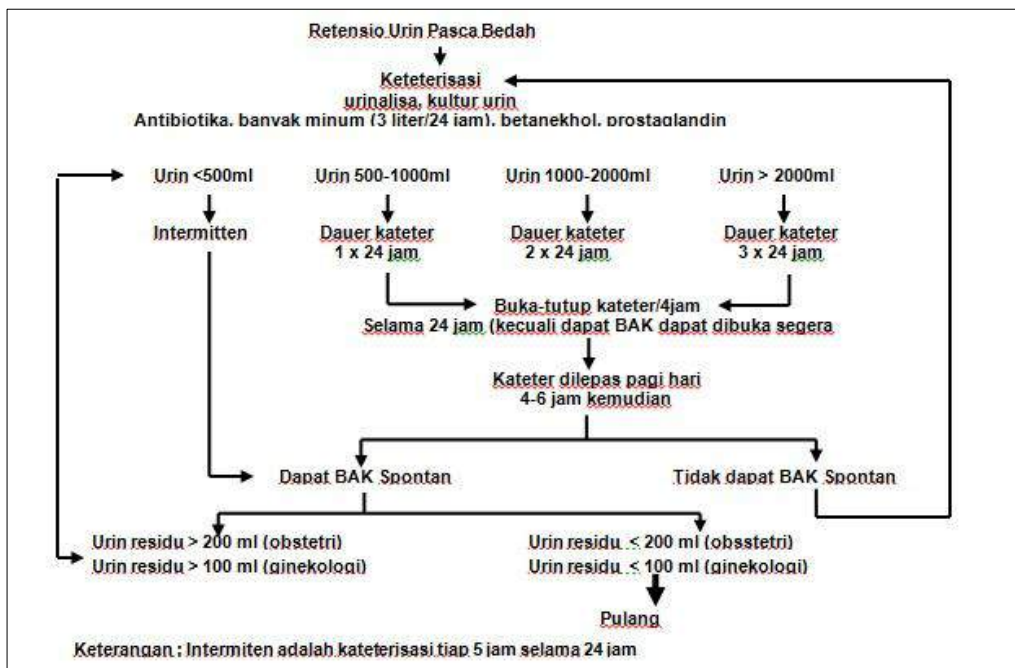 Retensio Urin Pasca Bedah
Keteterisasi
urinalisa, kultur urin
Antibiotika, banyak minum (3 liter/24 jam), betanekhol, prostaglandin
Urin <500ml
Urin 500-1000ml
Urin 1000-2000ml
Urin > 2000ml
Intermitten
Dauer kateter
1 x 24 jam
Dauer kateter
2 x 24 jam
Dauer kateter
3 x 24 jam
Buka-tutup kateter/4jam
Selama 24 jam (kecuali dapat BAK dapat dibuka segera
Kateter dilepas pagi hari
4-6 jam kemudian
Dapat BAK Spontan
Tidak dapat BAK Spontan
Urin residu > 200 ml (obstetri)
Urin residu > 100 ml (ginekologi)
Urin residu < 200 ml (obsstetri)
Urin residu < 100 ml (ginekologi)
Pulang
Keterangan : Intermiten adalah kateterisasi tiap 5 jam selama 24 jam